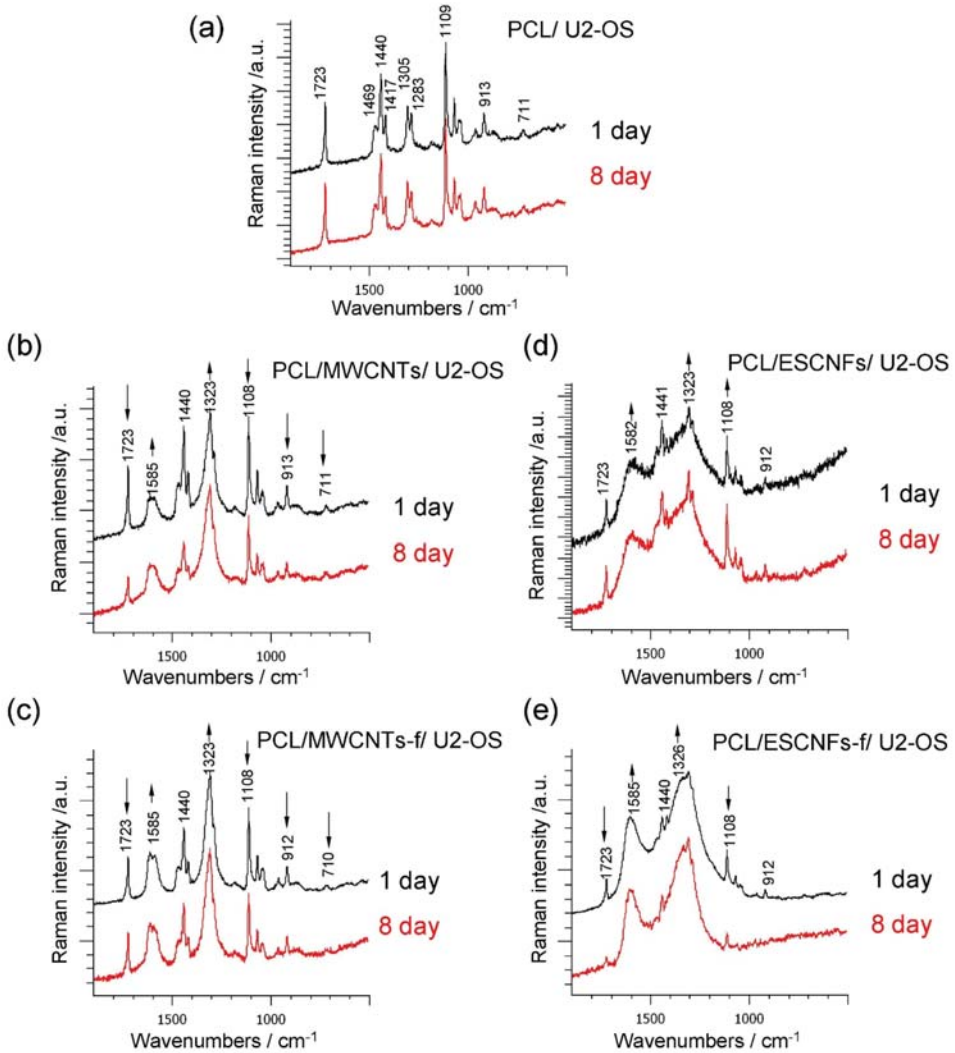 (a)
PCL/ U2-OS
Raman intensity /a.u.
1723
1469
1440
1417
1305
1283
1109
913
711
1 day
8 day
1500
1000
Wavenumbers / cm-1
(b)
PCL/MWCNTs/ U2-OS
Raman intensity /a.u.
1723
1585
1440
1323
1108
913
711
1 day
8 day
1500
1000
Wavenumbers / cm-1
(c)
PCL/MWCNTs-f/ U2-OS
Raman intensity /a.u.
1723
1585
1440
1323
1108
912
710
1 day
8 day
1500
1000
Wavenumbers / cm-1
(d)
PCL/ESCNFs/ U2-OS
Raman intensity /a.u.
1723
1582
1441
1323
1108
912
1 day
8 day
1500
1000
Wavenumbers / cm-1
(e)
PCL/ESCNFs-f/ U2-OS
Raman intensity /a.u.
1723
1585
1440
1326
1108
912
1 day
8 day
1500
1000
Wavenumbers / cm-1